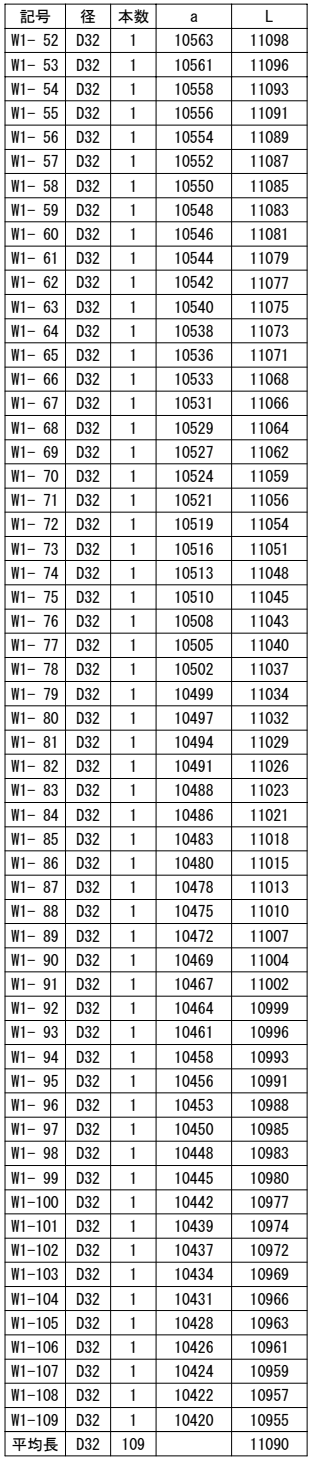 記号 径 本数 a L
W1- 52 D32 1 10563 11098
W1- 53 D32 1 10561 11096
W1- 54 D32 1 10558 11093
W1- 55 D32 1 10556 11091
W1- 56 D32 1 10554 11089
W1- 57 D32 1 10552 11087
W1- 58 D32 1 10550 11085
W1- 59 D32 1 10548 11083
W1- 60 D32 1 10546 11081
W1- 61 D32 1 10544 11079
W1- 62 D32 1 10542 11077
W1- 63 D32 1 10540 11075
W1- 64 D32 1 10538 11073
W1- 65 D32 1 10536 11071
W1- 66 D32 1 10533 11068
W1- 67 D32 1 10531 11066
W1- 68 D32 1 10529 11064
W1- 69 D32 1 10527 11062
W1- 70 D32 1 10524 11059
W1- 71 D32 1 10521 11056
W1- 72 D32 1 10519 11054
W1- 73 D32 1 10516 11051
W1- 74 D32 1 10513 11048
W1- 75 D32 1 10510 11045
W1- 76 D32 1 10508 11043
W1- 77 D32 1 10505 11040
W1- 78 D32 1 10502 11037
W1- 79 D32 1 10499 11034
W1- 80 D32 1 10497 11032
W1- 81 D32 1 10494 11029
W1- 82 D32 1 10491 11026
W1- 83 D32 1 10488 11023
W1- 84 D32 1 10486 11021
W1- 85 D32 1 10483 11018
W1- 86 D32 1 10480 11015
W1- 87 D32 1 10478 11013
W1- 88 D32 1 10475 11010
W1- 89 D32 1 10472 11007
W1- 90 D32 1 10469 11004
W1- 91 D32 1 10467 11002
W1- 92 D32 1 10464 10999
W1- 93 D32 1 10461 10996
W1- 94 D32 1 10458 10993
W1- 95 D32 1 10456 10991
W1- 96 D32 1 10453 10988
W1- 97 D32 1 10450 10985
W1- 98 D32 1 10448 10983
W1- 99 D32 1 10445 10980
W1-100 D32 1 10442 10977
W1-101 D32 1 10439 10974
W1-102 D32 1 10437 10972
W1-103 D32 1 10434 10969
W1-104 D32 1 10431 10966
W1-105 D32 1 10428 10963
W1-106 D32 1 10426 10961
W1-107 D32 1 10424 10959
W1-108 D32 1 10422 10957
W1-109 D32 1 10420 10955
平均長 D32 109 11090